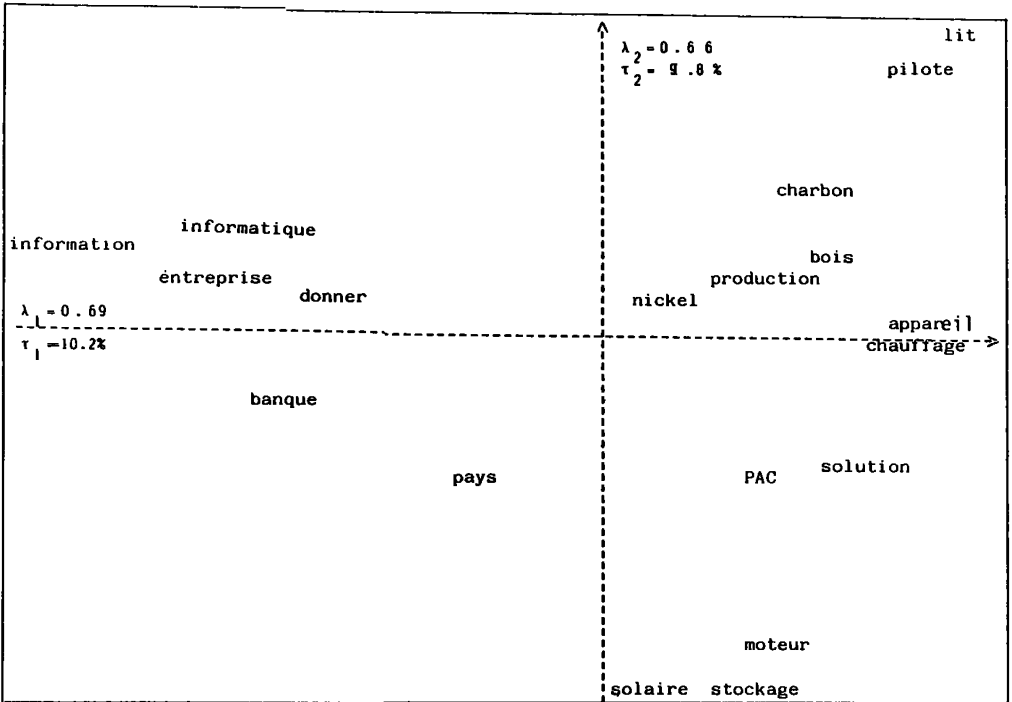 lit
λ2=0.66
τ2= 9.8%
pilote
charbon
informatique
information
bois
entreprise
production
donner
nickel
λ1=0.69
appareil
τ1=10.2%
chauffage
banque
solution
pays
PAC
moteur
solaire stockage